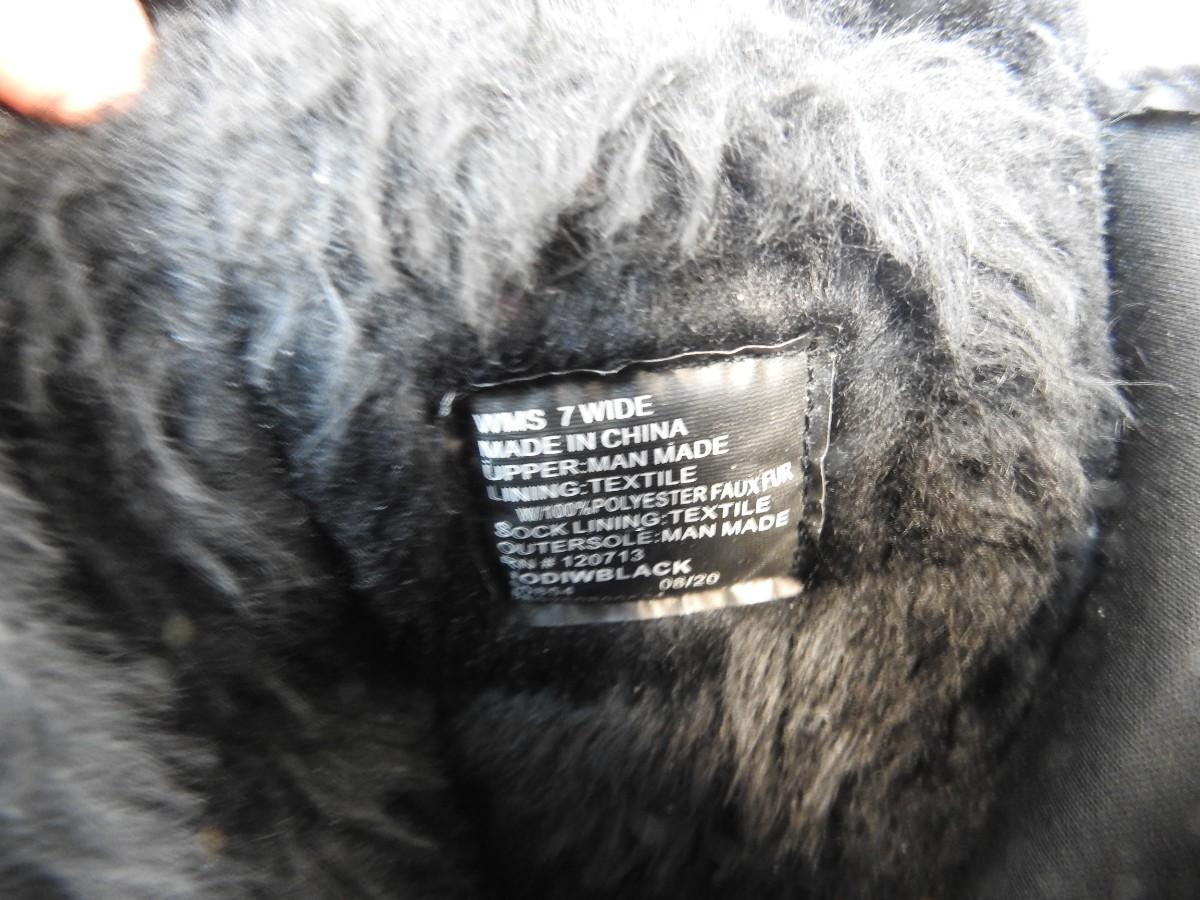 WMS 7 WIDE
MADE IN CHINA
UPPER:MAN MADE
LINING:TEXTILE
W/100%POLYESTER FAUX FUR
SOCK LINING:TEXTILE
OUTERSOLE:MAN MADE
RN # 120713
08/20